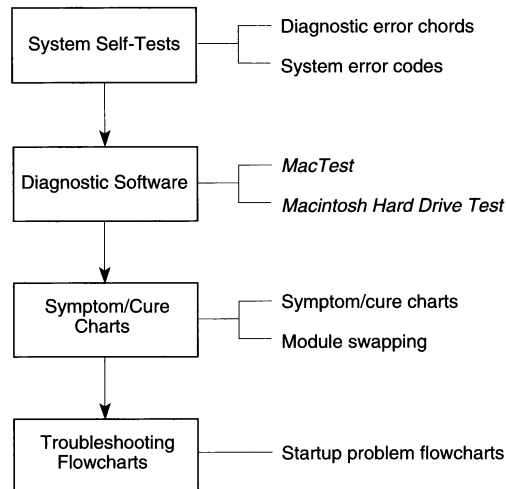 System Self-Tests
Diagnostic error chords
System error codes
Diagnostic Software
MacTest
Macintosh Hard Drive Test
Symptom/Cure
Charts
Symptom/cure charts
Module swapping
Troubleshooting
Flowcharts
Startup problem flowcharts